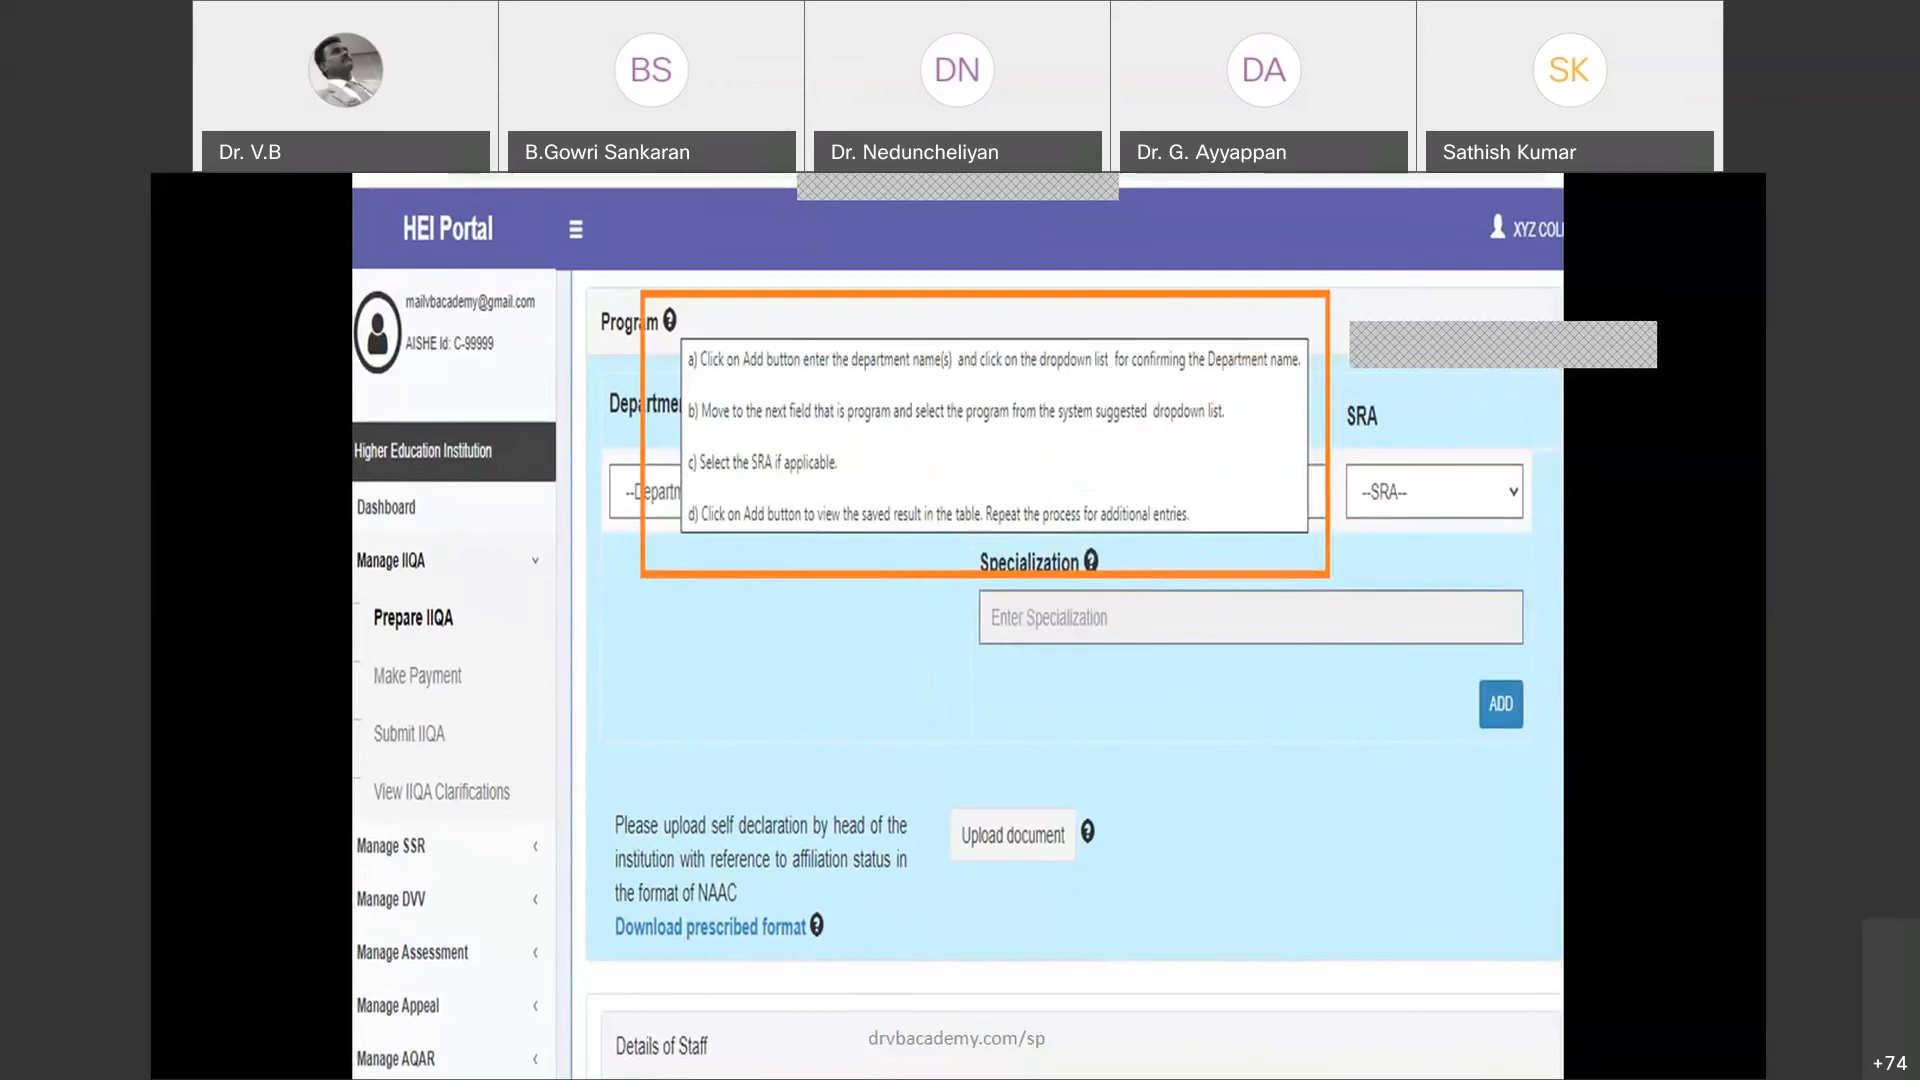 BS
DN
DA
SK
Dr. V.B
B.Gowri Sankaran
Dr. Neduncheliyan
Dr. G. Ayyappan
Sathish Kumar
HEI Portal
XYZ COLI
mailvbacademy@gmail.com
AISHE Id: C-99999
Higher Education Institution
Dashboard
Manage IIQA
Prepare IIQA
Make Payment
Submit IIQA
View IIQA Clarifications
Manage SSR
Manage DVV
Manage Assessment
Manage Appeal
Manage AQAR
Program
a) Click on Add button enter the department name(s) and click on the dropdown list for confirming the Department name.
b) Move to the next field that is program and select the program from the system suggested dropdown list.
c) Select the SRA if applicable.
d) Click on Add button to view the saved result in the table. Repeat the process for additional entries.
Departme
SRA
--Departn
--SRA--
Specialization
Enter Specialization
ADD
Please upload self declaration by head of the
institution with reference to affiliation status in
the format of NAAC
Download prescribed format
Upload document
Details of Staff
drvbacademy.com/sp
+74